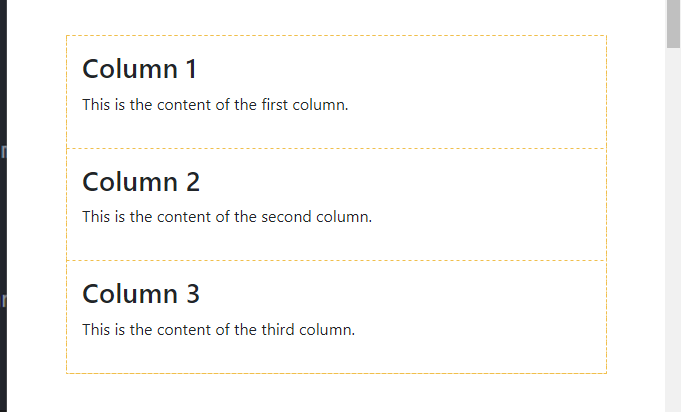 Column 1
This is the content of the first column.
Column 2
This is the content of the second column.
Column 3
This is the content of the third column.